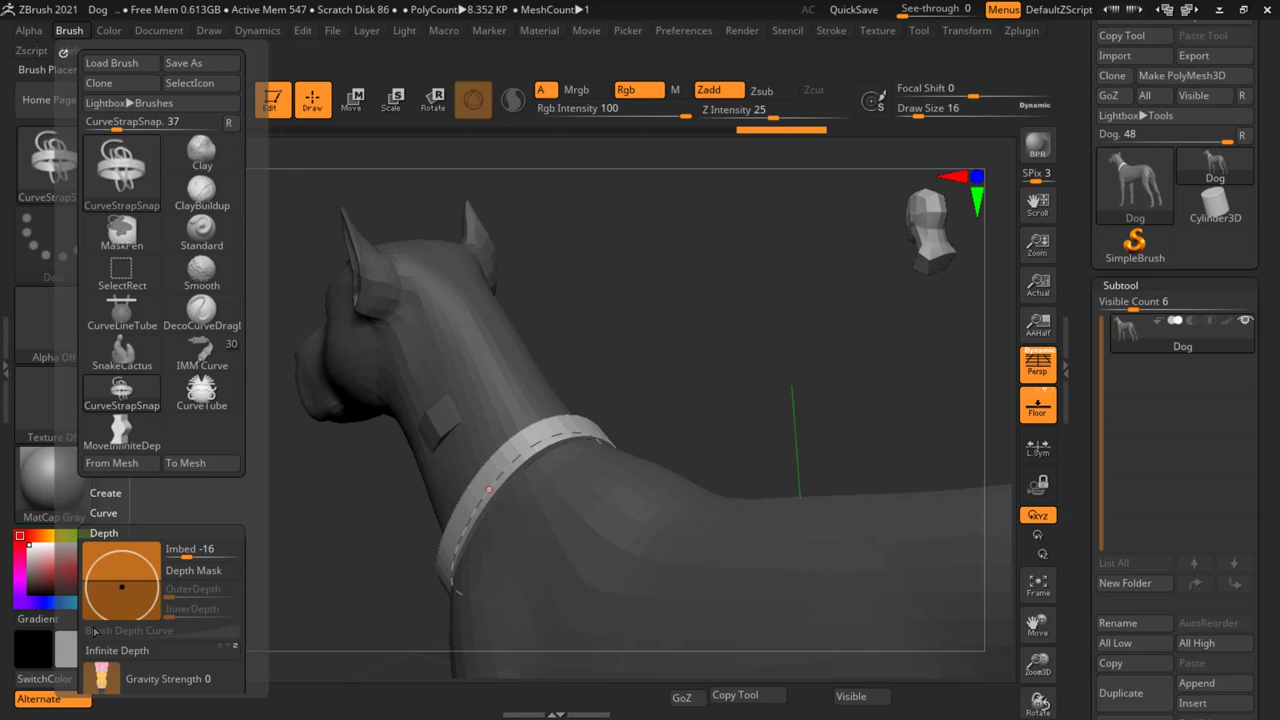 ZBrush 2021 Dog .. • Free Mem 0.613GB • Active Mem 547 • Scratch Disk 86 • PolyCount▶8.352 KP • MeshCount▶1 AC QuickSave See-through 0 Menus DefaultZScript
Alpha Brush Color Display Draw Dynamics Edit File Layer Light Macro Marker Material Movie Picker Preferences Render Stencil Stroke Texture Tool Transform Zplugin
Zscript
Brush Placem
Home Page
CurveStrapSnap
Alpha Off
Texture Off
MatCap Gray
Gradient
SwitchColor
Alternate
Load Brush Save As
Clone SelectIcon
Lightbox▶Brushes
CurveStrapSnap. 37 R
CurveStrapSnap Clay
ClayBuildup
MaskPen Standard
SelectRect Smooth
CurveLineTube DecoCurveDragD
30
SnakeCactus IMM Curve
CurveStrapSnap CurveTube
MoveInfiniteDep
From Mesh To Mesh
Create
Curve
Depth
Imbed -16
Depth Mask
OuterDepth
InnerDepth
Brush Depth Curve
Infinite Depth X Y Z
Gravity Strength 0
Edit Draw Move Scale Rotate
A Mrgb Rgb M Zadd Zsub Zcut
Rgb Intensity 100 Z Intensity 25
Focal Shift 0
Draw Size 16 Dynamic
BPR
SPix 3
Scroll
Zoom
Actual
AAHalf
Dynamic
Persp
Floor
L.Sym
XYZ
Y
Z
Frame
Move
Zoom3D
Rotate
GoZ Copy Tool Visible
Copy Tool
Import Export
Clone Make PolyMesh3D
GoZ All Visible R
Lightbox▶Tools
Dog. 48 R
Dog Dog
Cylinder3D
SimpleBrush
Subtool
Visible Count 6
Dog
List All
New Folder
Rename AutoReorder
All Low All High
Copy Paste
Duplicate Append
Insert